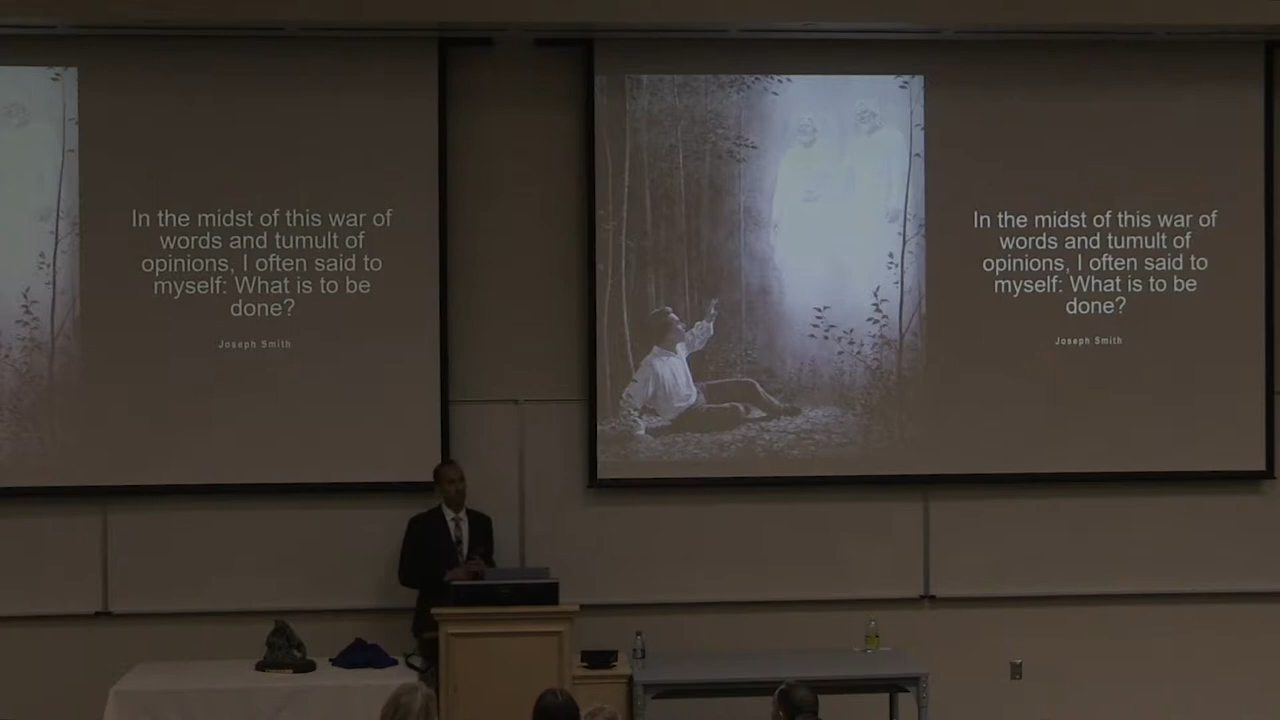 In the midst of this war of
words and tumult of
opinions, I often said to
myself: What is to be
done?
Joseph Smith
In the midst of this war of
words and tumult of
opinions, I often said to
myself: What is to be
done?
Joseph Smith